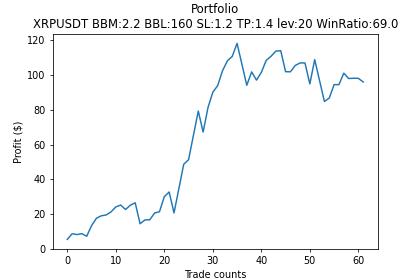 Portfolio
XRPUSDT BBM:2.2 BBL:160 SL:1.2 TP:1.4 lev:20 WinRatio:69.0
120
100
80
60
40
20
0
Profit ($)
0 10 20 30 40 50 60
Trade counts